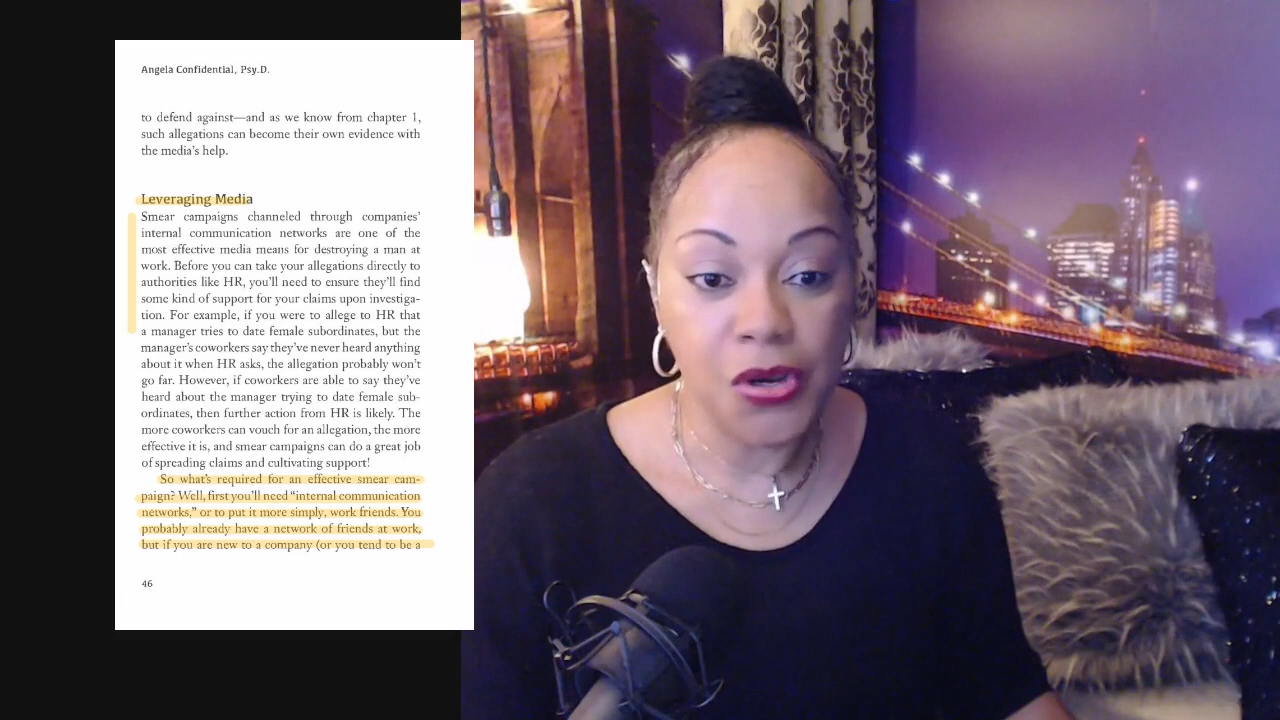 Angela Confidential, Psy.D.
to defend against—and as we know from chapter 1,
such allegations can become their own evidence with
the media's help.
Leveraging Media
Smear campaigns channeled through companies'
internal communication networks are one of the
most effective media means for destroying a man at
work. Before you can take your allegations directly to
authorities like HR, you'll need to ensure they'll find
some kind of support for your claims upon investiga-
tion. For example, if you were to allege to HR that
a manager tries to date female subordinates, but the
manager's coworkers say they've never heard anything
about it when HR asks, the allegation probably won't
go far. However, if coworkers are able to say they've
heard about the manager trying to date female sub-
ordinates, then further action from HR is likely. The
more coworkers can vouch for an allegation, the more
effective it is, and smear campaigns can do a great job
of spreading claims and cultivating support!
So what's required for an effective smear cam-
paign? Well, first you'll need “internal communication
networks,” or to put it more simply, work friends. You
probably already have a network of friends at work,
but if you are new to a company (or you tend to be a
46